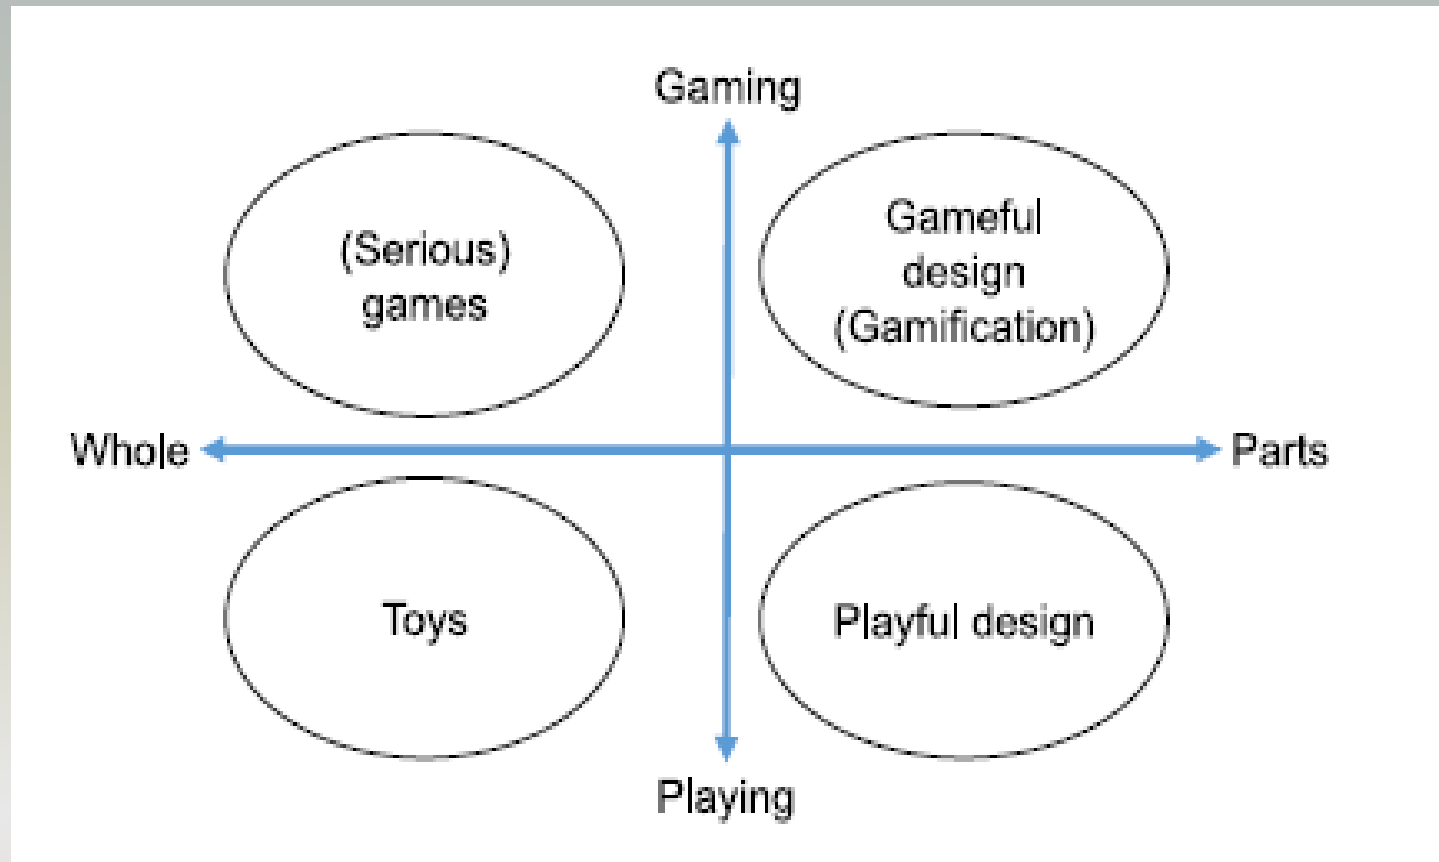 Gaming
(Serious)
games
Gameful
design
(Gamification)
Whole
Parts
Toys
Playful design
Playing